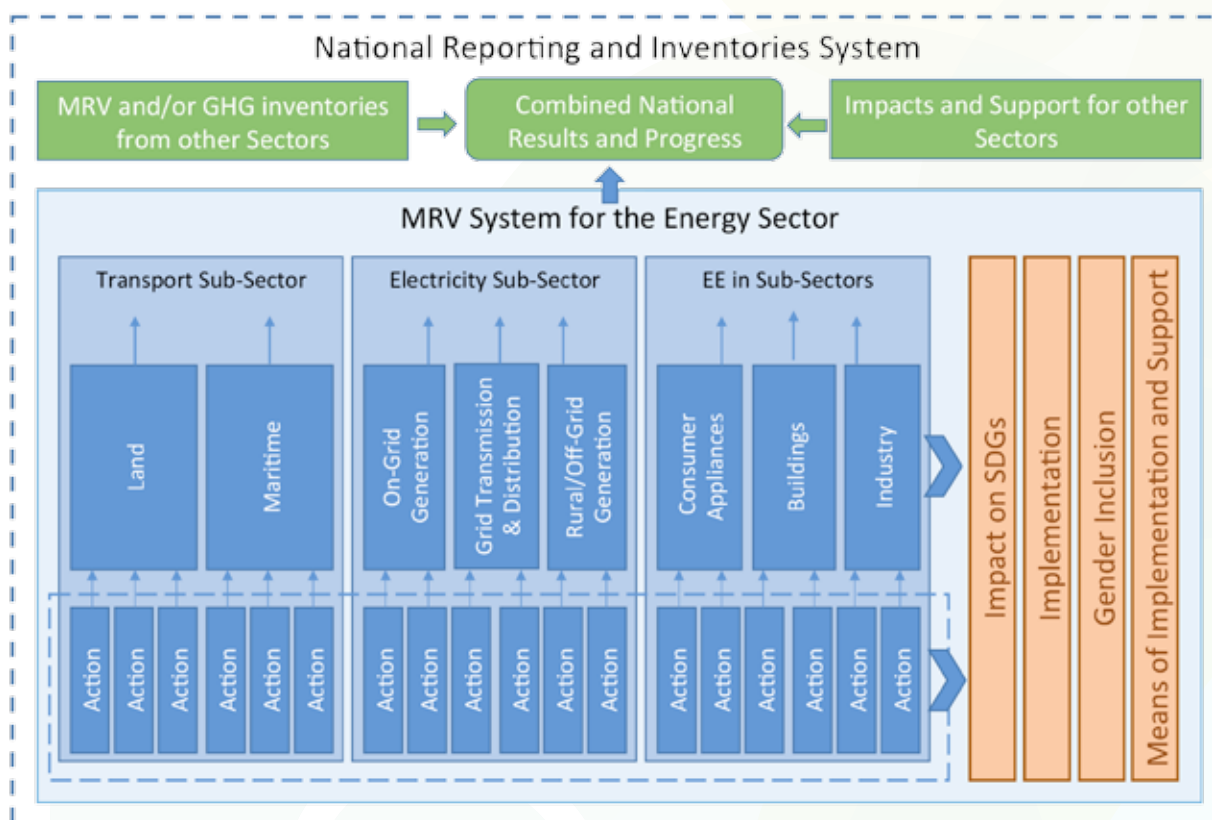 National Reporting and Inventories System
MRV and/or GHG inventories
from other Sectors
Combined National
Results and Progress
Impacts and Support for other
Sectors
MRV System for the Energy Sector
Transport Sub-Sector
Land
Maritime
Action
Action
Action
Action
Action
Action
Electricity Sub-Sector
On-Grid
Generation
Grid Transmission
& Distribution
Rural/Off-Grid
Generation
Action
Action
Action
Action
Action
Action
EE in Sub-Sectors
Consumer
Appliances
Buildings
Industry
Action
Action
Action
Action
Action
Action
Impact on SDGs
Implementation
Gender Inclusion
Means of Implementation and Support